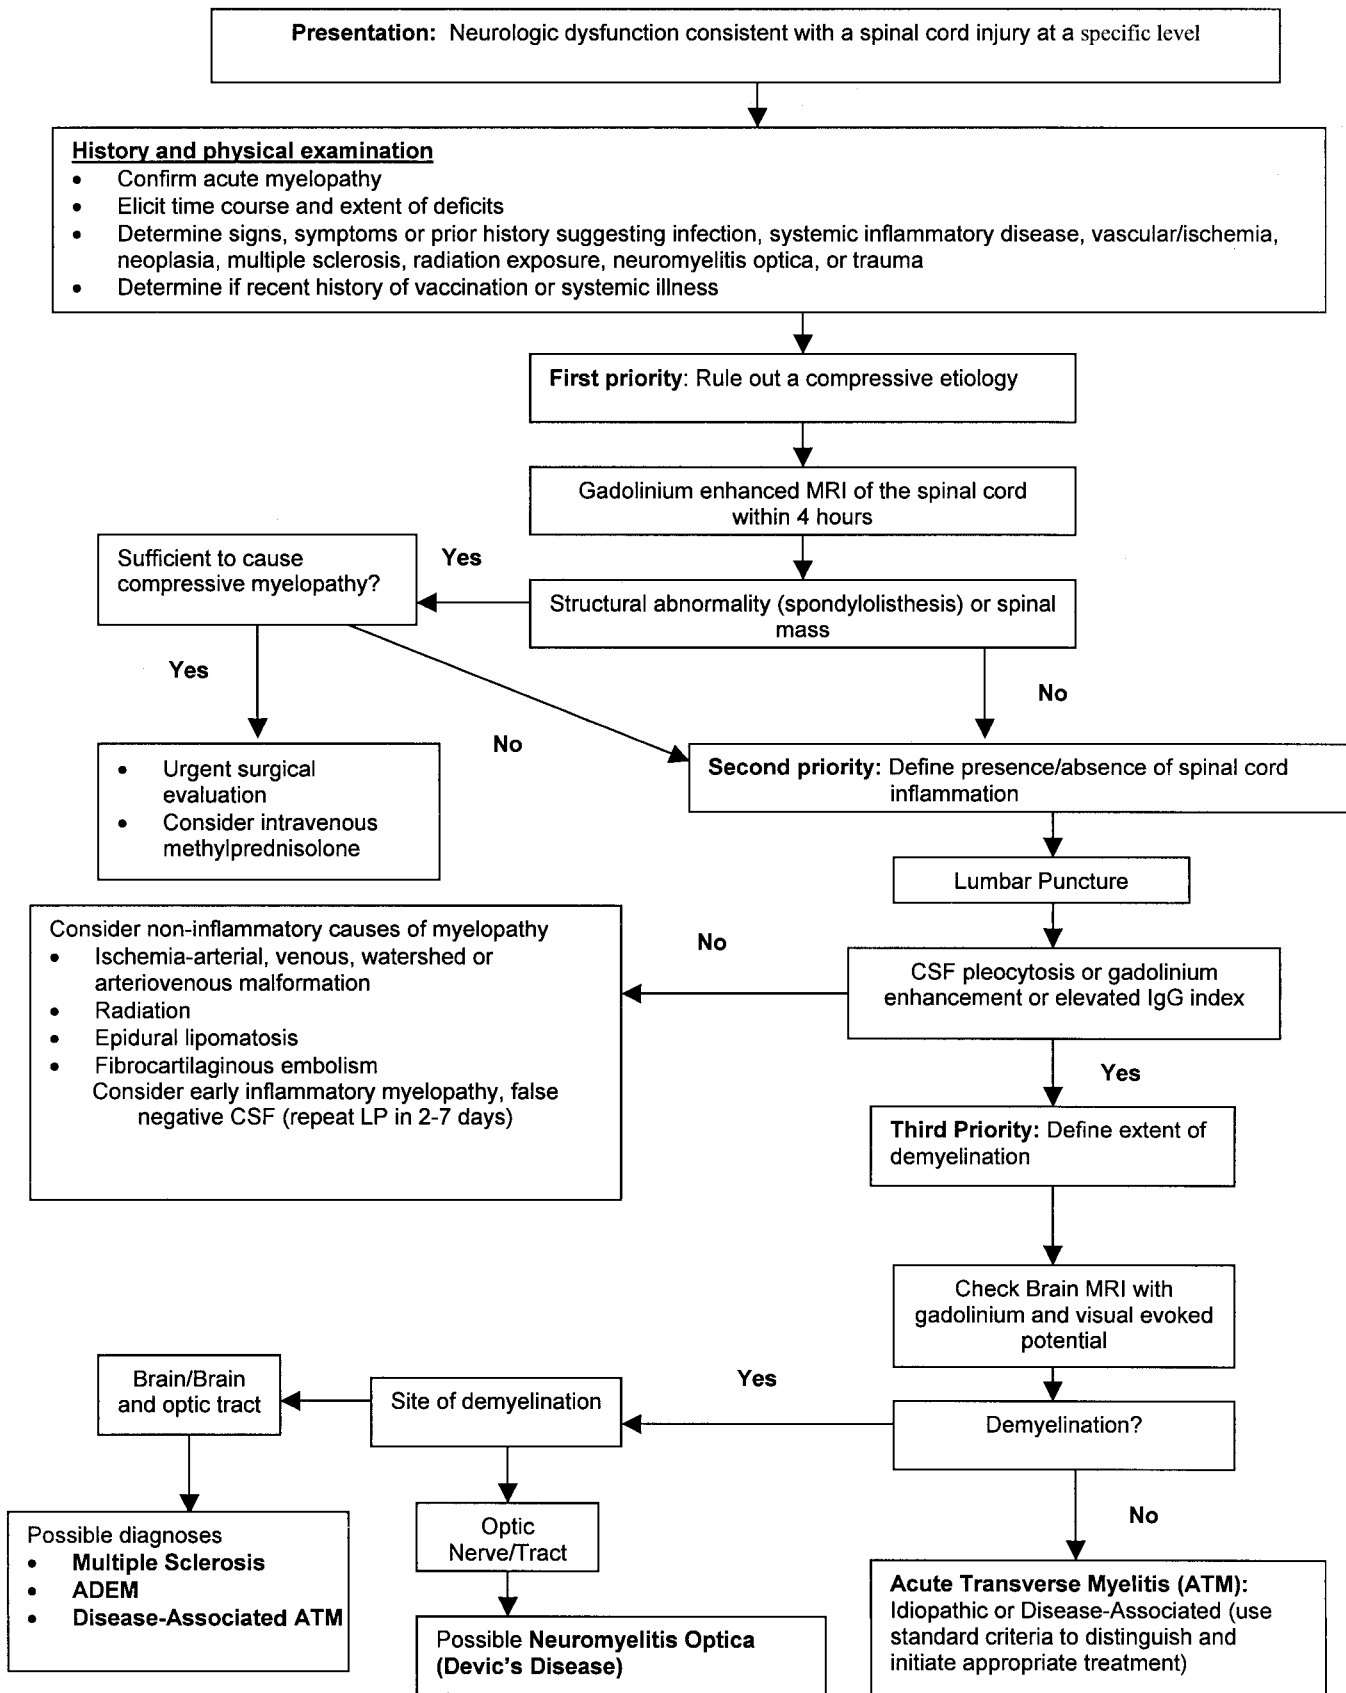 Presentation: Neurologic dysfunction consistent with a spinal cord injury at a specific level
History and physical examination
• Confirm acute myelopathy
• Elicit time course and extent of deficits
• Determine signs, symptoms or prior history suggesting infection, systemic inflammatory disease, vascular/ischemia,
neoplasia, multiple sclerosis, radiation exposure, neuromyelitis optica, or trauma
• Determine if recent history of vaccination or systemic illness
First priority: Rule out a compressive etiology
Gadolinium enhanced MRI of the spinal cord
within 4 hours
Sufficient to cause
compressive myelopathy?
Yes
Structural abnormality (spondylolisthesis) or spinal
mass
Yes
No
No
• Urgent surgical
evaluation
• Consider intravenous
methylprednisolone
Second priority: Define presence/absence of spinal cord
inflammation
Lumbar Puncture
Consider non-inflammatory causes of myelopathy
• Ischemia-arterial, venous, watershed or
arteriovenous malformation
• Radiation
• Epidural lipomatosis
• Fibrocartilaginous embolism
Consider early inflammatory myelopathy, false
negative CSF (repeat LP in 2-7 days)
No
CSF pleocytosis or gadolinium
enhancement or elevated IgG index
Yes
Third Priority: Define extent of
demyelination
Check Brain MRI with
gadolinium and visual evoked
potential
Brain/Brain
and optic tract
Site of demyelination
Yes
Demyelination?
No
Possible diagnoses
• Multiple Sclerosis
• ADEM
• Disease-Associated ATM
Optic
Nerve/Tract
Possible Neuromyelitis Optica
(Devic's Disease)
Acute Transverse Myelitis (ATM):
Idiopathic or Disease-Associated (use
standard criteria to distinguish and
initiate appropriate treatment)